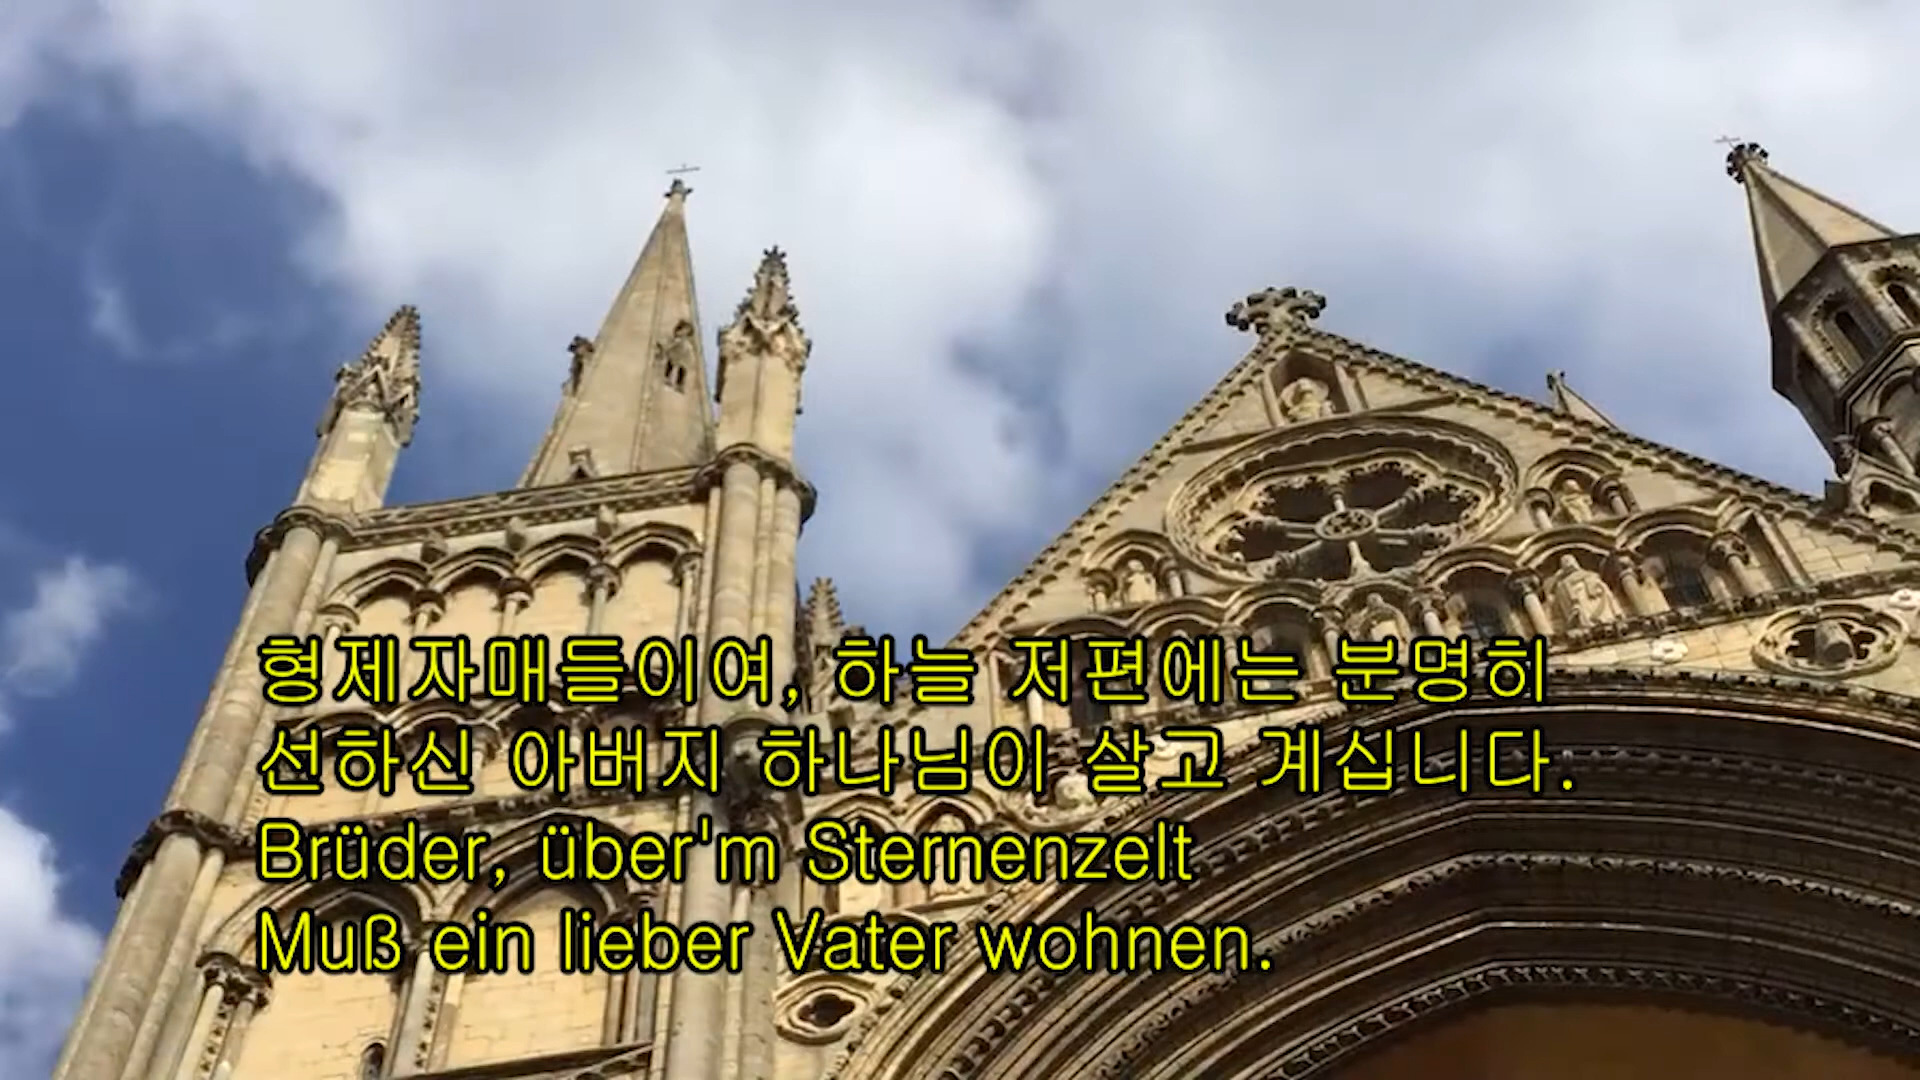 형제자매들이여, 하늘 저편에는 분명히
선하신 아버지 하나님이 살고 계십니다.
Brüder, über'm Sternenzelt
Muß ein lieber Vater wohnen.